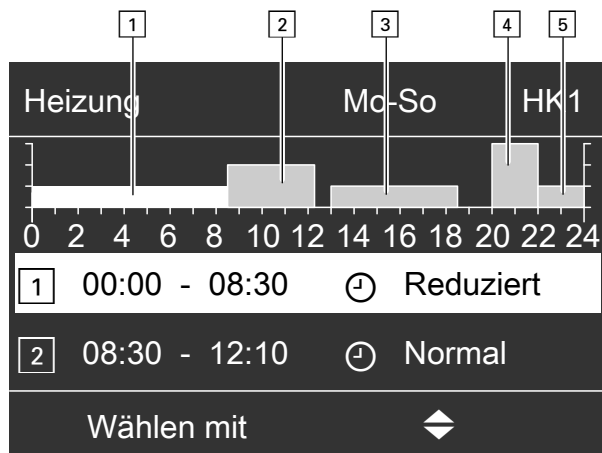 1 2 3 4 5
Heizung Mo-So HK1
0 2 4 6 8 10 12 14 16 18 20 22 24
1 00:00 - 08:30 Reduziert
2 08:30 - 12:10 Normal
Wählen mit